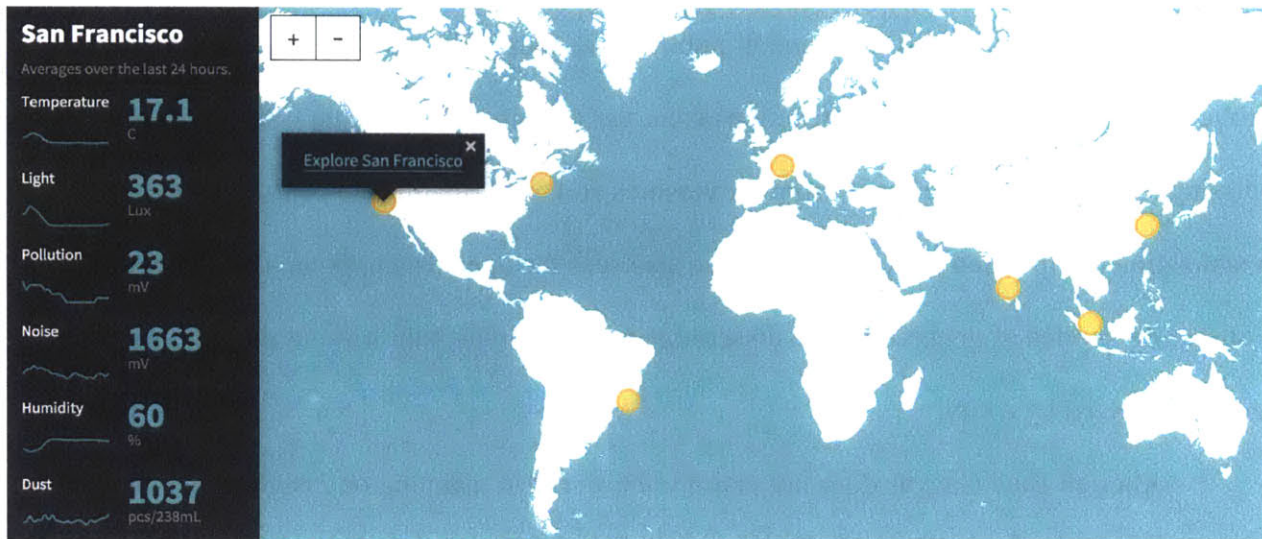 San Francisco
Averages over the last 24 hours.
Temperature 17.1
C
Light 363
Lux
Pollution 23
mV
Noise 1663
mV
Humidity 60
%
Dust 1037
pcs/238mL
+ -
Explore San Francisco
×